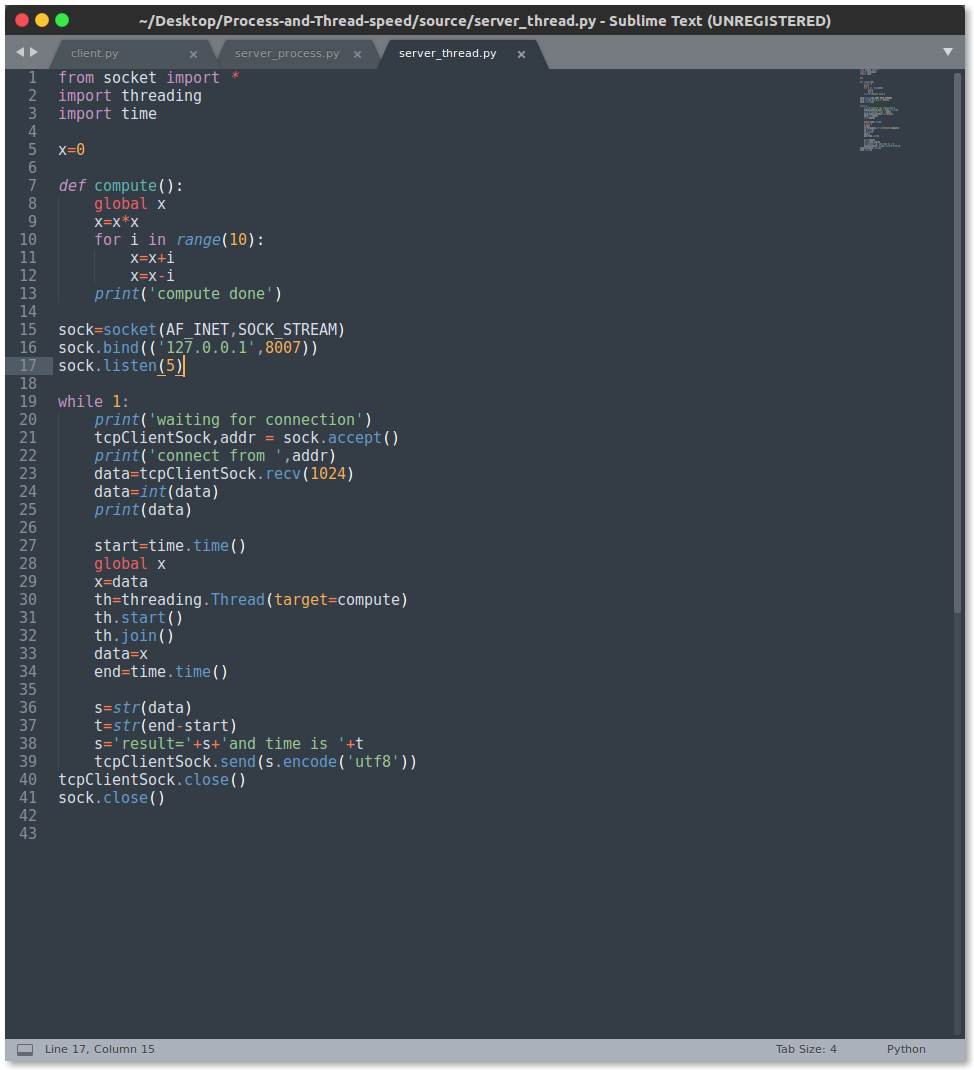 ~/Desktop/Process-and-Thread-speed/source/server_thread.py - Sublime Text (UNREGISTERED)
client.py × server_process.py × server_thread.py ×
1 from socket import *
2 import threading
3 import time
4
5 x=0
6
7 def compute():
8     global x
9     x=x*x
10     for i in range(10):
11         x=x+i
12         x=x-i
13     print('compute done')
14
15 sock=socket(AF_INET,SOCK_STREAM)
16 sock.bind(('127.0.0.1',8007))
17 sock.listen(5)
18
19 while 1:
20     print('waiting for connection')
21     tcpClientSock,addr = sock.accept()
22     print('connect from ',addr)
23     data=tcpClientSock.recv(1024)
24     data=int(data)
25     print(data)
26
27     start=time.time()
28     global x
29     x=data
30     th=threading.Thread(target=compute)
31     th.start()
32     th.join()
33     data=x
34     end=time.time()
35
36     s=str(data)
37     t=str(end-start)
38     s='result='+s+'and time is '+t
39     tcpClientSock.send(s.encode('utf8'))
40 tcpClientSock.close()
41 sock.close()
42
43
Line 17, Column 15 Tab Size: 4 Python